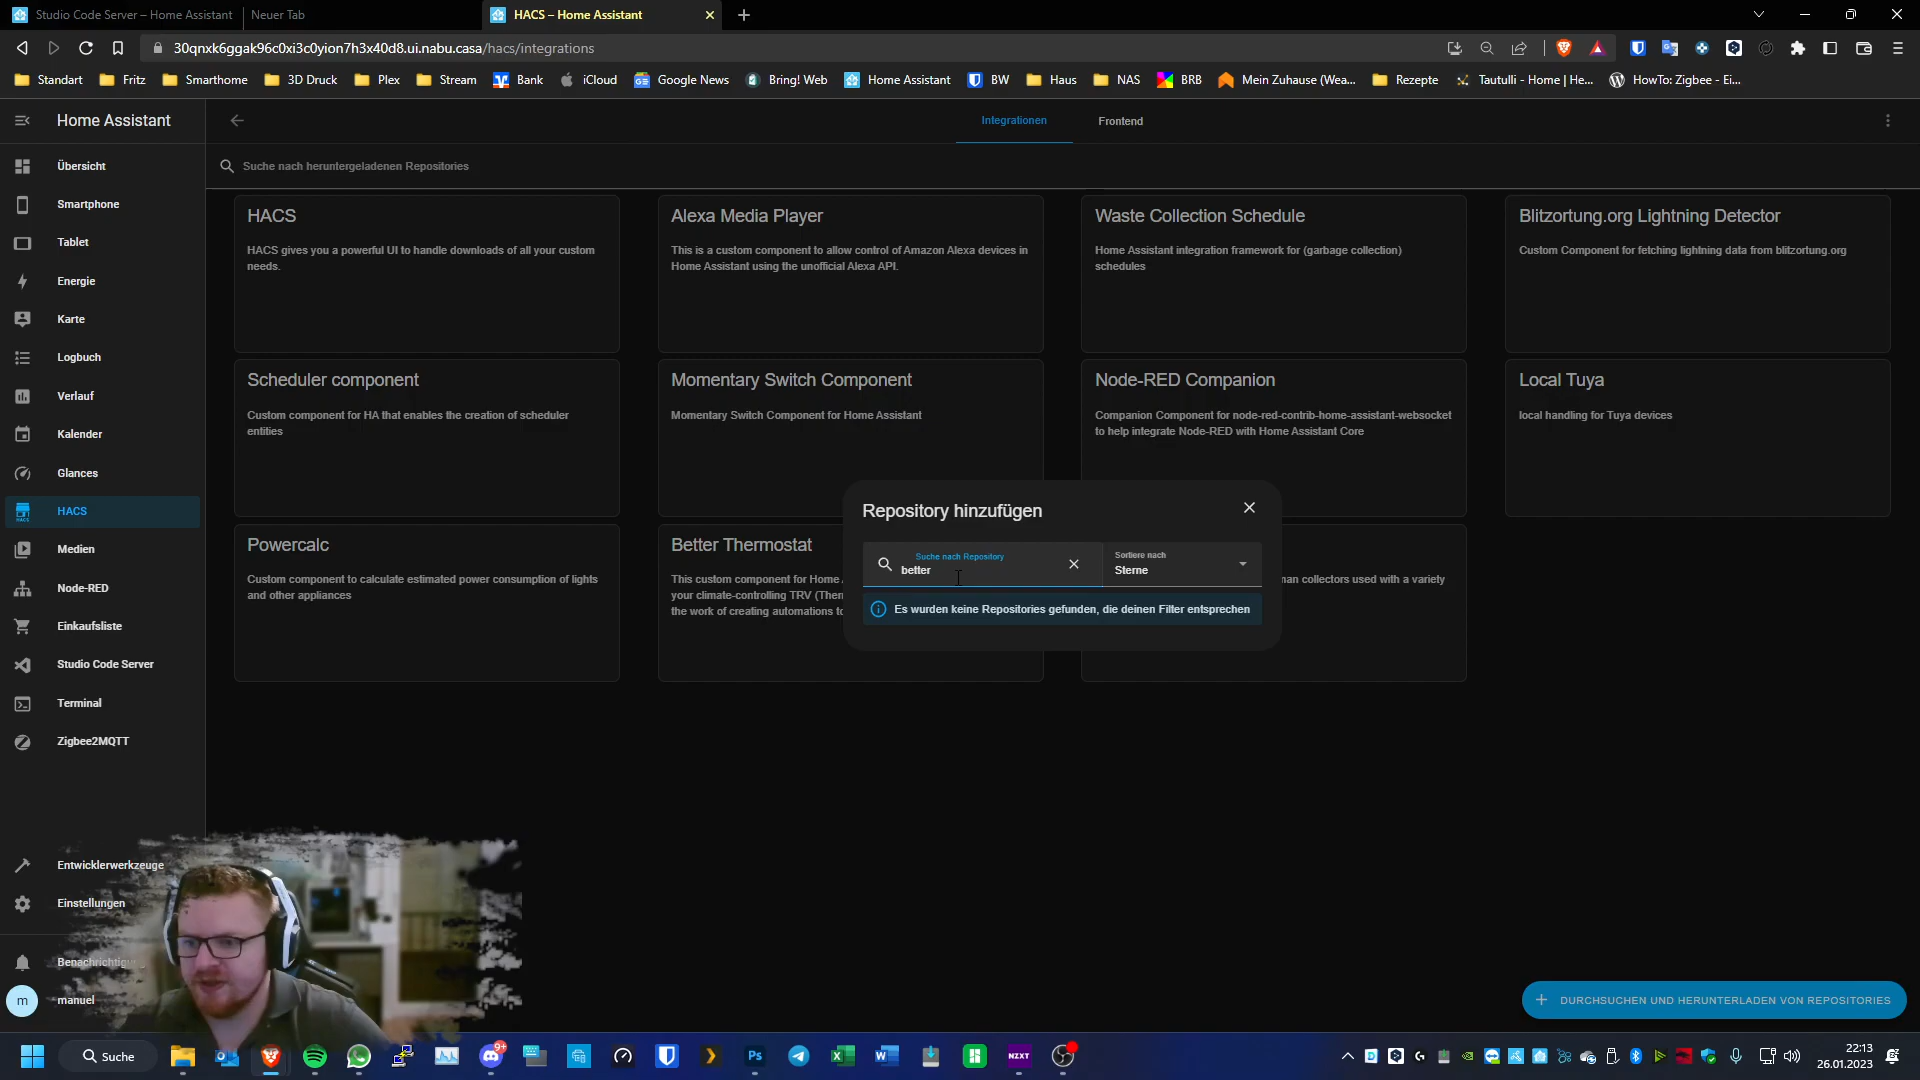 Studio Code Server – Home Assistant
Neuer Tab
HACS – Home Assistant
30qnxk6ggak96c0xi3c0yion7h3x40d8.ui.nabu.casa/hacs/integrations
Standart
Fritz
Smarthome
3D Druck
Plex
Stream
Bank
iCloud
Google News
Bring! Web
Home Assistant
BW
Haus
NAS
BRB
Mein Zuhause (Wea...
Rezepte
Tautulli - Home | He...
HowTo: Zigbee - Ei...
Home Assistant
Integrationen
Frontend
Suche nach heruntergeladenen Repositories
Übersicht
Smartphone
Tablet
Energie
Karte
Logbuch
Verlauf
Kalender
Glances
HACS
Medien
Node-RED
Einkaufsliste
Studio Code Server
Terminal
Zigbee2MQTT
Entwicklerwerkzeuge
Einstellungen
m
manuel
HACS
HACS gives you a powerful UI to handle downloads of all your custom
needs.
Alexa Media Player
This is a custom component to allow control of Amazon Alexa devices in
Home Assistant using the unofficial Alexa API.
Waste Collection Schedule
Home Assistant integration framework for (garbage collection)
schedules
Blitzortung.org Lightning Detector
Custom Component for fetching lightning data from blitzortung.org
Scheduler component
Custom component for HA that enables the creation of scheduler
entities
Momentary Switch Component
Momentary Switch Component for Home Assistant
Node-RED Companion
Companion Component for node-red-contrib-home-assistant-websocket
to help integrate Node-RED with Home Assistant Core
Local Tuya
local handling for Tuya devices
Powercalc
Custom component to calculate estimated power consumption of lights
and other appliances
Better Thermostat
This custom component for Home
your climate-controlling TRV (Ther
the work of creating automations to
an collectors used with a variety
Repository hinzufügen
Suche nach Repository
better
Sortiere nach
Sterne
Es wurden keine Repositories gefunden, die deinen Filter entsprechen
DURCHSUCHEN UND HERUNTERLADEN VON REPOSITORIES
Suche
9+
Ps
NZXT
22:13
26.01.2023